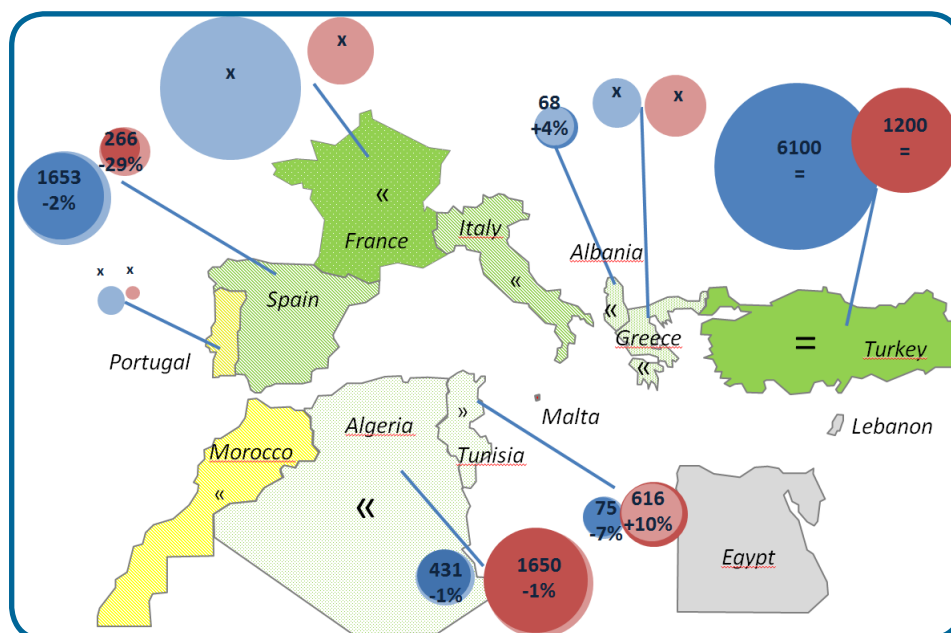 x
x
68
+4%
x
x
6100
=
1200
=
266
-29%
1653
-2%
«
France
Italy
«
Albania
x
x
Spain
«
Greece
«
=
Turkey
Portugal
Malta
Lebanon
Algeria
»
Tunisia
Morocco
«
«
75
-7%
616
+10%
Egypt
431
-1%
1650
-1%